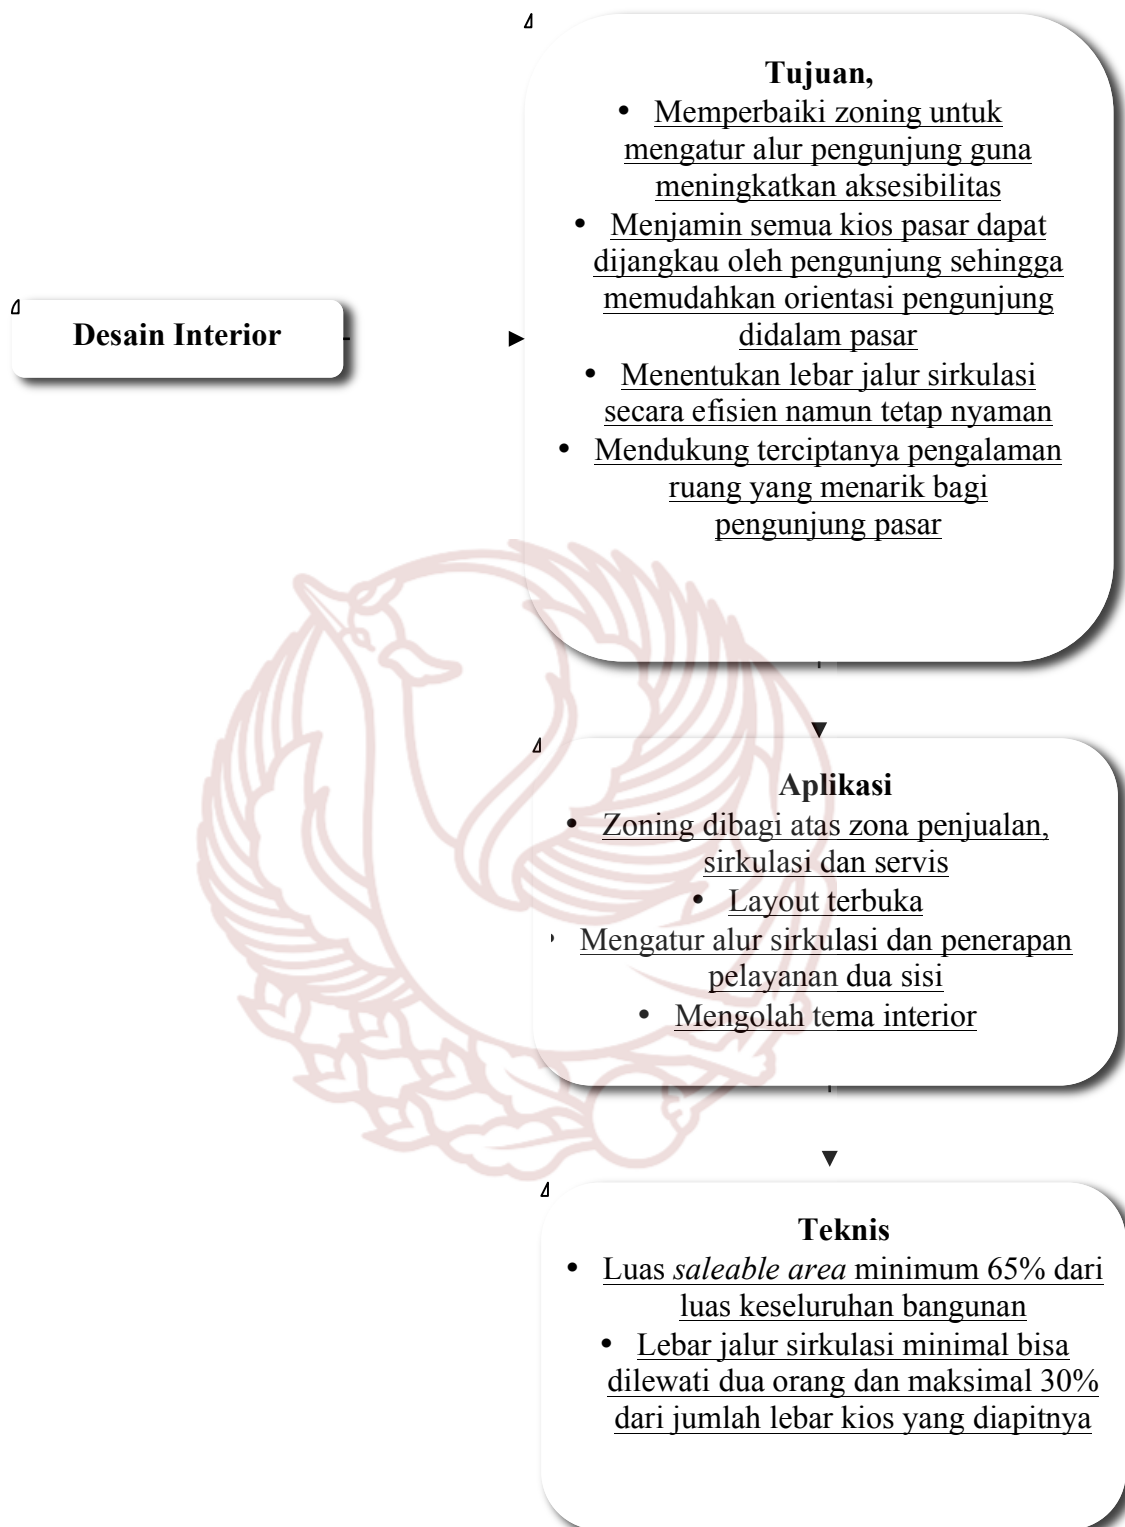 Desain Interior
Tujuan,
• Memperbaiki zoning untuk
mengatur alur pengunjung guna
meningkatkan aksesibilitas
• Menjamin semua kios pasar dapat
dijangkau oleh pengunjung sehingga
memudahkan orientasi pengunjung
didalam pasar
• Menentukan lebar jalur sirkulasi
secara efisien namun tetap nyaman
• Mendukung terciptanya pengalaman
ruang yang menarik bagi
pengunjung pasar
Aplikasi
• Zoning dibagi atas zona penjualan,
sirkulasi dan servis
• Layout terbuka
• Mengatur alur sirkulasi dan penerapan
pelayanan dua sisi
• Mengolah tema interior
Teknis
• Luas saleable area minimum 65% dari
luas keseluruhan bangunan
• Lebar jalur sirkulasi minimal bisa
dilewati dua orang dan maksimal 30%
dari jumlah lebar kios yang diapitnya